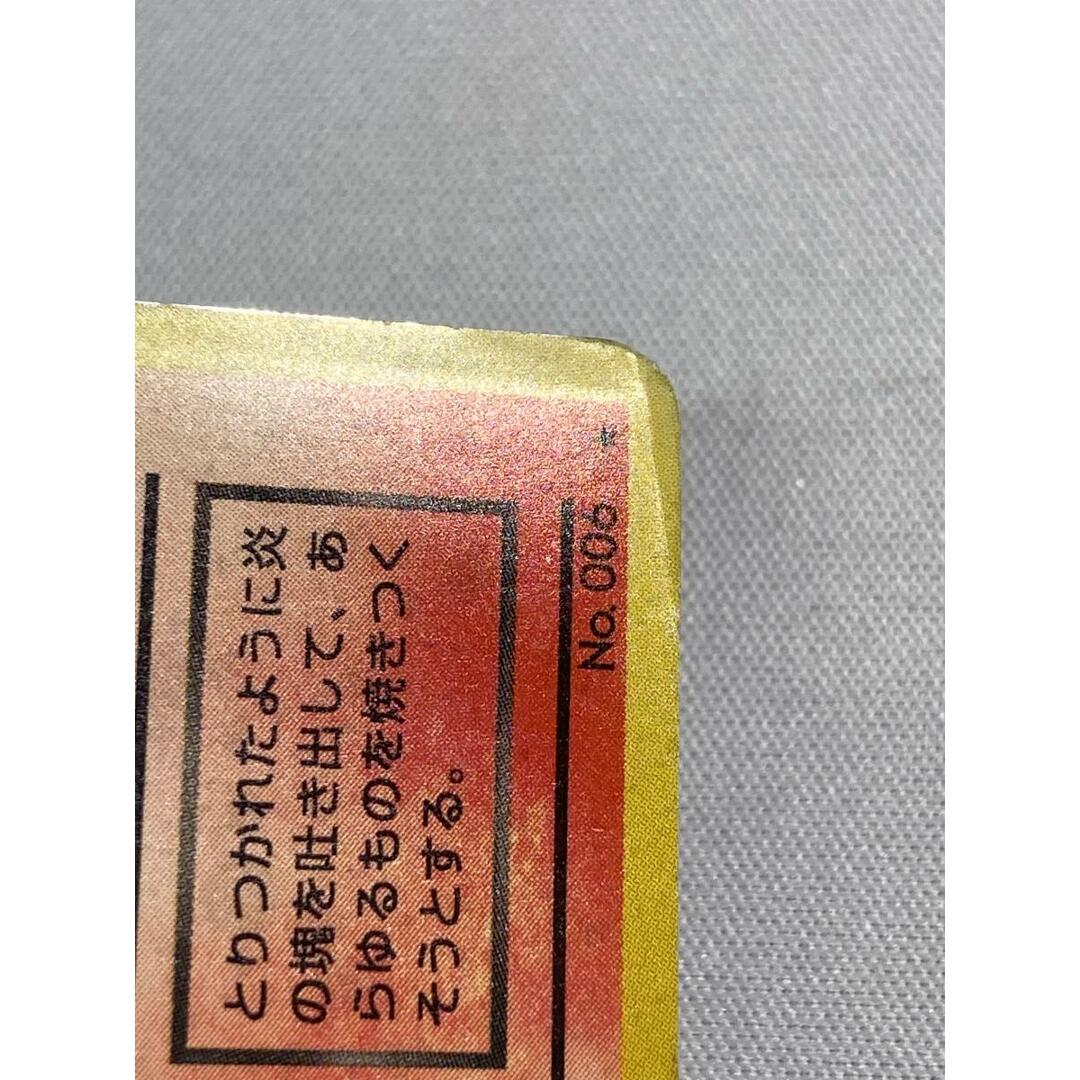 とりつかれたように炎
の塊を吐き出して、あ
らゆるものを焼きつく
そうとする。
No.006